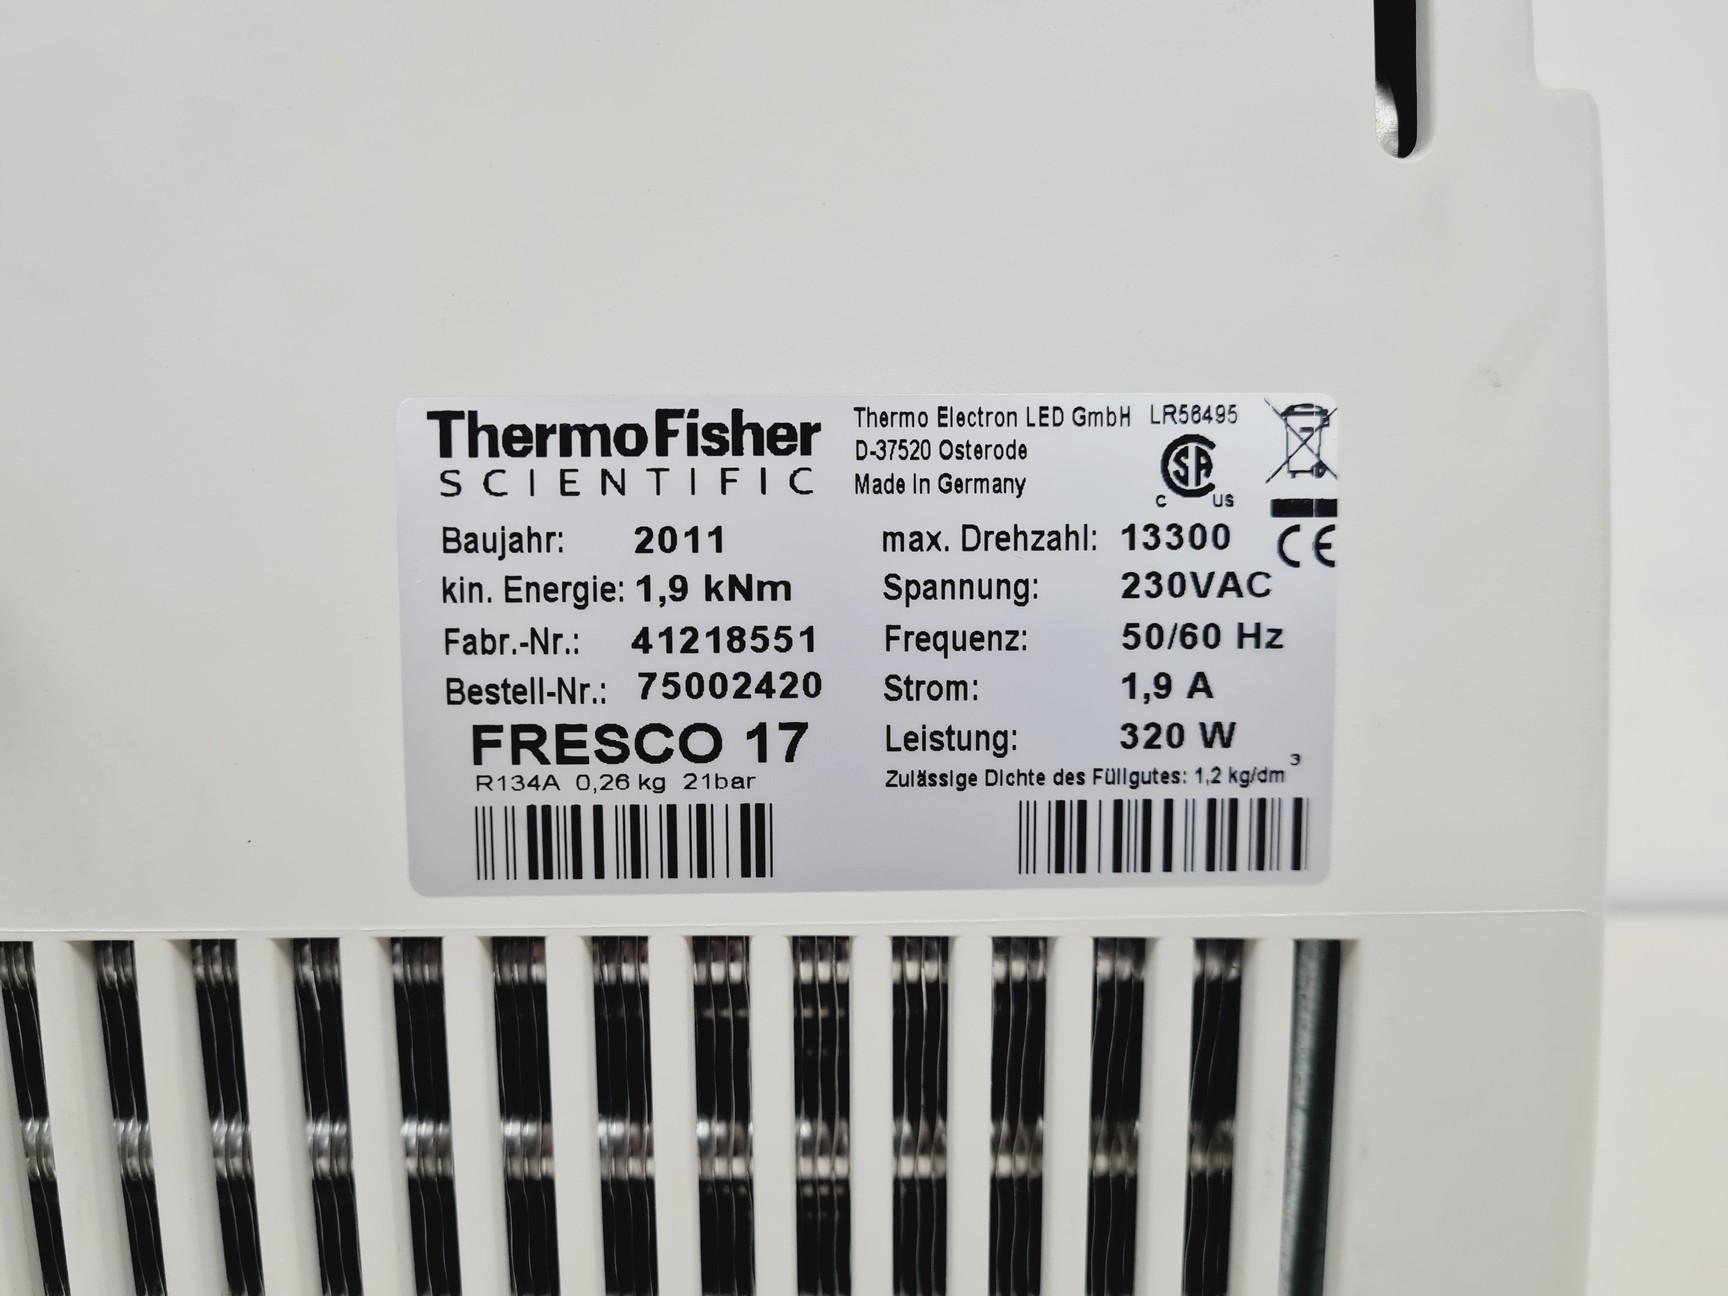 ThermoFisher
SCIENTIFIC
Thermo Electron LED GmbH LR56495
D-37520 Osterode
Made In Germany
C US
CE
Baujahr: 2011
kin. Energie: 1,9 kNm
Fabr.-Nr.: 41218551
Bestell-Nr.: 75002420
FRESCO 17
R134A 0,26 kg 21bar
max. Drehzahl: 13300
Spannung: 230VAC
Frequenz: 50/60 Hz
Strom: 1,9 A
Leistung: 320 W
Zulässige Dichte des Füllgutes: 1,2 kg/dm³